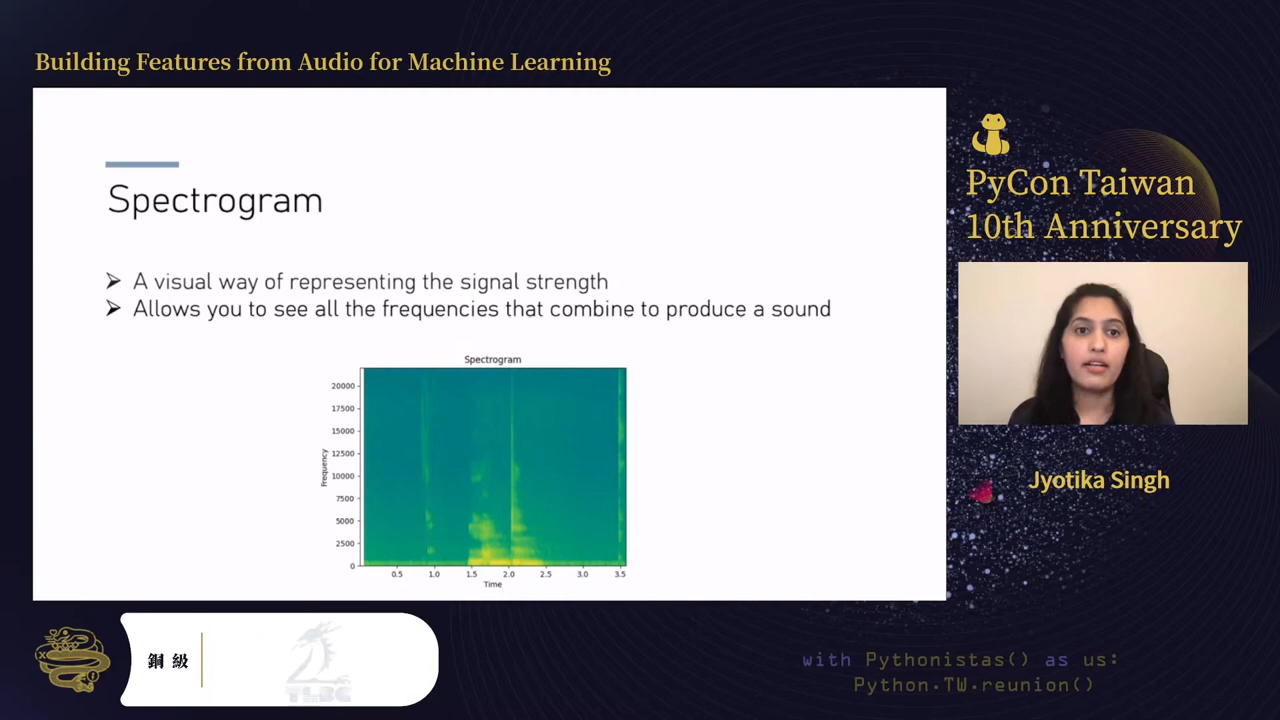 Building Features from Audio for Machine Learning
Spectrogram
A visual way of representing the signal strength
Allows you to see all the frequencies that combine to produce a sound
Spectrogram
20000
17500
15000
12500
10000
7500
5000
2500
0
Frequency
0.5 1.0 1.5 2.0 2.5 3.0 3.5
Time
PyCon Taiwan
10th Anniversary
Jyotika Singh
銅級
TLBC
with Pythonistas() as us:
Python.TW.reunion()